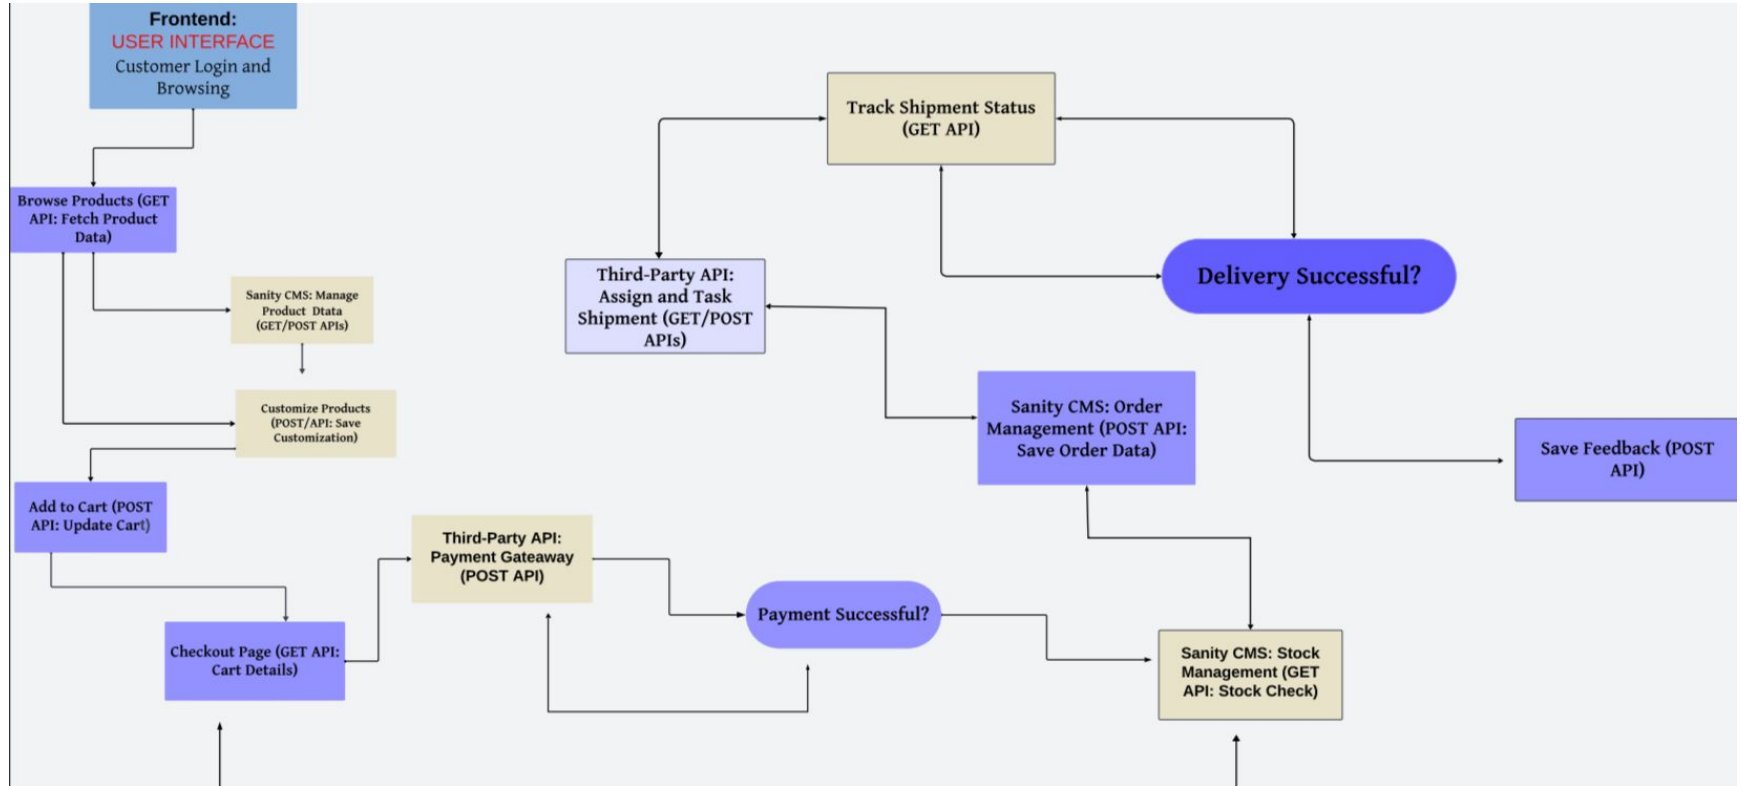 Frontend:
USER INTERFACE
Customer Login and
Browsing
Browse Products (GET
API: Fetch Product
Data)
Sanity CMS: Manage
Product Dtata
(GET/POST APIs)
Customize Products
(POST/API: Save
Customization)
Add to Cart (POST
API: Update Cart)
Checkout Page (GET API:
Cart Details)
Third-Party API:
Payment Gateaway
(POST API)
Payment Successful?
Sanity CMS: Stock
Management (GET
API: Stock Check)
Sanity CMS: Order
Management (POST API:
Save Order Data)
Third-Party API:
Assign and Task
Shipment (GET/POST
APIs)
Track Shipment Status
(GET API)
Delivery Successful?
Save Feedback (POST
API)